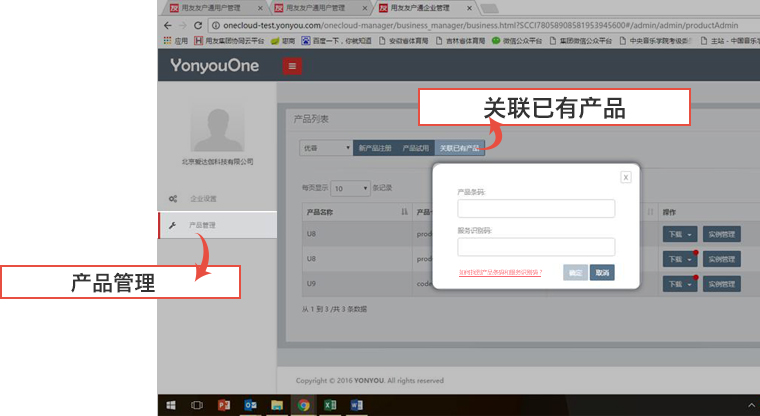 用友友户通用户管理
用友友户通用户管理
用友友户通企业管理
onecloud-test.yonyou.com/onecloud-manager/business_manager/business.html?SCCI78058908581953945600#/admin/admin/productAdmin
应用 用友集团协同云平台 百度一下，你就知道 安徽省体育局 吉林省体育局 微信公众平台 集团微信公众平台 中央音乐学院考级委 主站 - 中国音乐
YonyouOne
关联已有产品
产品列表
优普 新产品注册 产品试用 关联已有产品
北京爱达伽科技有限公司
每页显示 10 条记录
企业设置
产品管理
产品名称 产品 操作
U8 prod 下载 实例管理
U8 prod 下载 实例管理
U9 code 下载 实例管理
从 1 到 3 /共 3 条数据
X
产品条码:
服务识别码:
如何找到产品条码和服务识别码？
确定 取消
产品管理
Copyright © 2016 YONYOU. All rights reserved